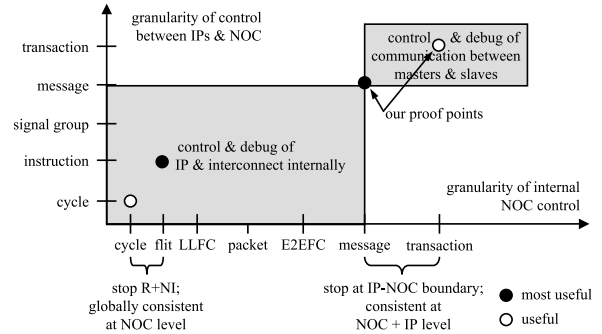 granularity of control
between IPs & NOC
transaction
message
signal group
instruction
cycle
control & debug of
communication between
masters & slaves
our proof points
control & debug of
IP & interconnect internally
granularity of internal
NOC control
cycle flit LLFC packet E2EFC message transaction
stop R+NI;
globally consistent
at NOC level
stop at IP-NOC boundary;
consistent at
NOC + IP level
most useful
useful